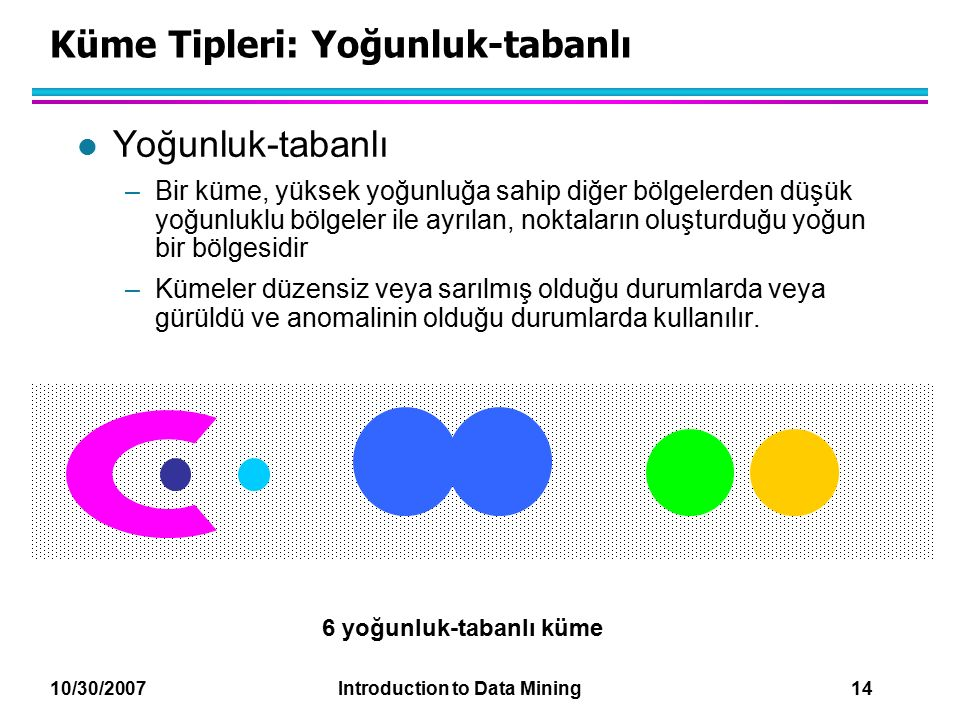 Küme Tipleri: Yoğunluk-tabanlı
Yoğunluk-tabanlı
– Bir küme, yüksek yoğunluğa sahip diğer bölgelerden düşük
yoğunluklu bölgeler ile ayrılan, noktaların oluşturduğu yoğun
bir bölgesidir
– Kümeler düzensiz veya sarılmış olduğu durumlarda veya
gürüldü ve anomalinin olduğu durumlarda kullanılır.
6 yoğunluk-tabanlı küme
10/30/2007 Introduction to Data Mining 14